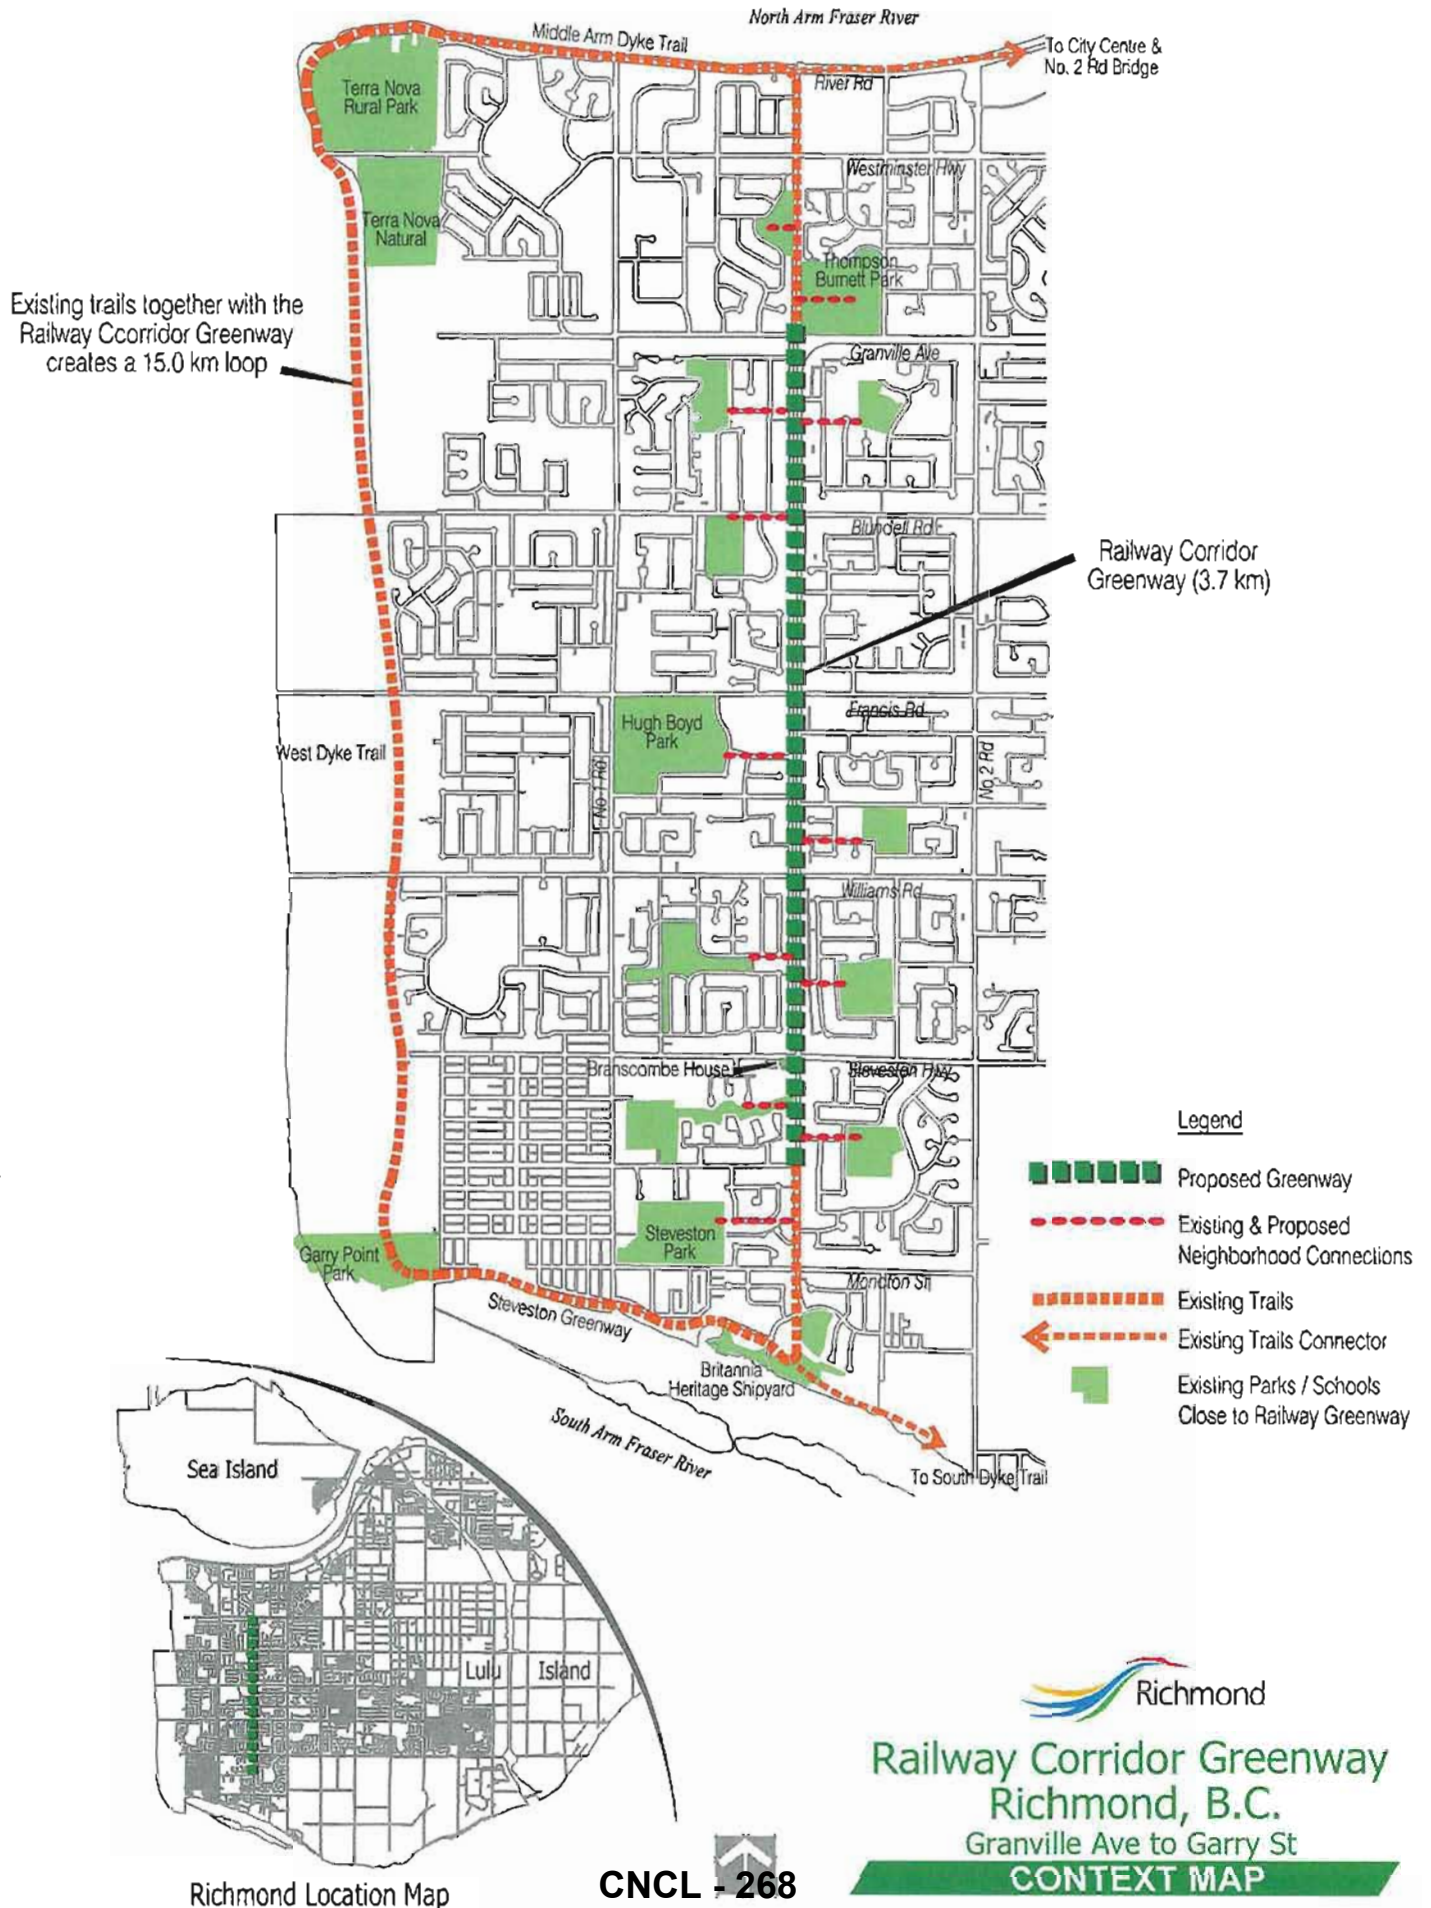 North Arm Fraser River
Middle Arm Dyke Trail
To City Centre &
No. 2 Rd Bridge
River Rd
Terra Nova
Rural Park
Westminster Hwy
Terra Nova
Natural
Thompson
Burnett Park
Existing trails together with the
Railway Ccorridor Greenway
creates a 15.0 km loop
Granville Ave
Blundell Rd
Railway Corridor
Greenway (3.7 km)
Francis Rd
Hugh Boyd
Park
West Dyke Trail
No 1 Rd
No 2 Rd
Williams Rd
Branscombe House
Steveston Hwy
Legend
Proposed Greenway
Existing & Proposed
Neighborhood Connections
Existing Trails
Existing Trails Connector
Existing Parks / Schools
Close to Railway Greenway
Steveston
Park
Garry Point
Park
Moncton St
Steveston Greenway
Britannia
Heritage Shipyard
South Arm Fraser River
To South Dyke Trail
Sea Island
Lulu Island
Richmond Location Map
Richmond
Railway Corridor Greenway
Richmond, B.C.
Granville Ave to Garry St
CONTEXT MAP
CNCL - 268